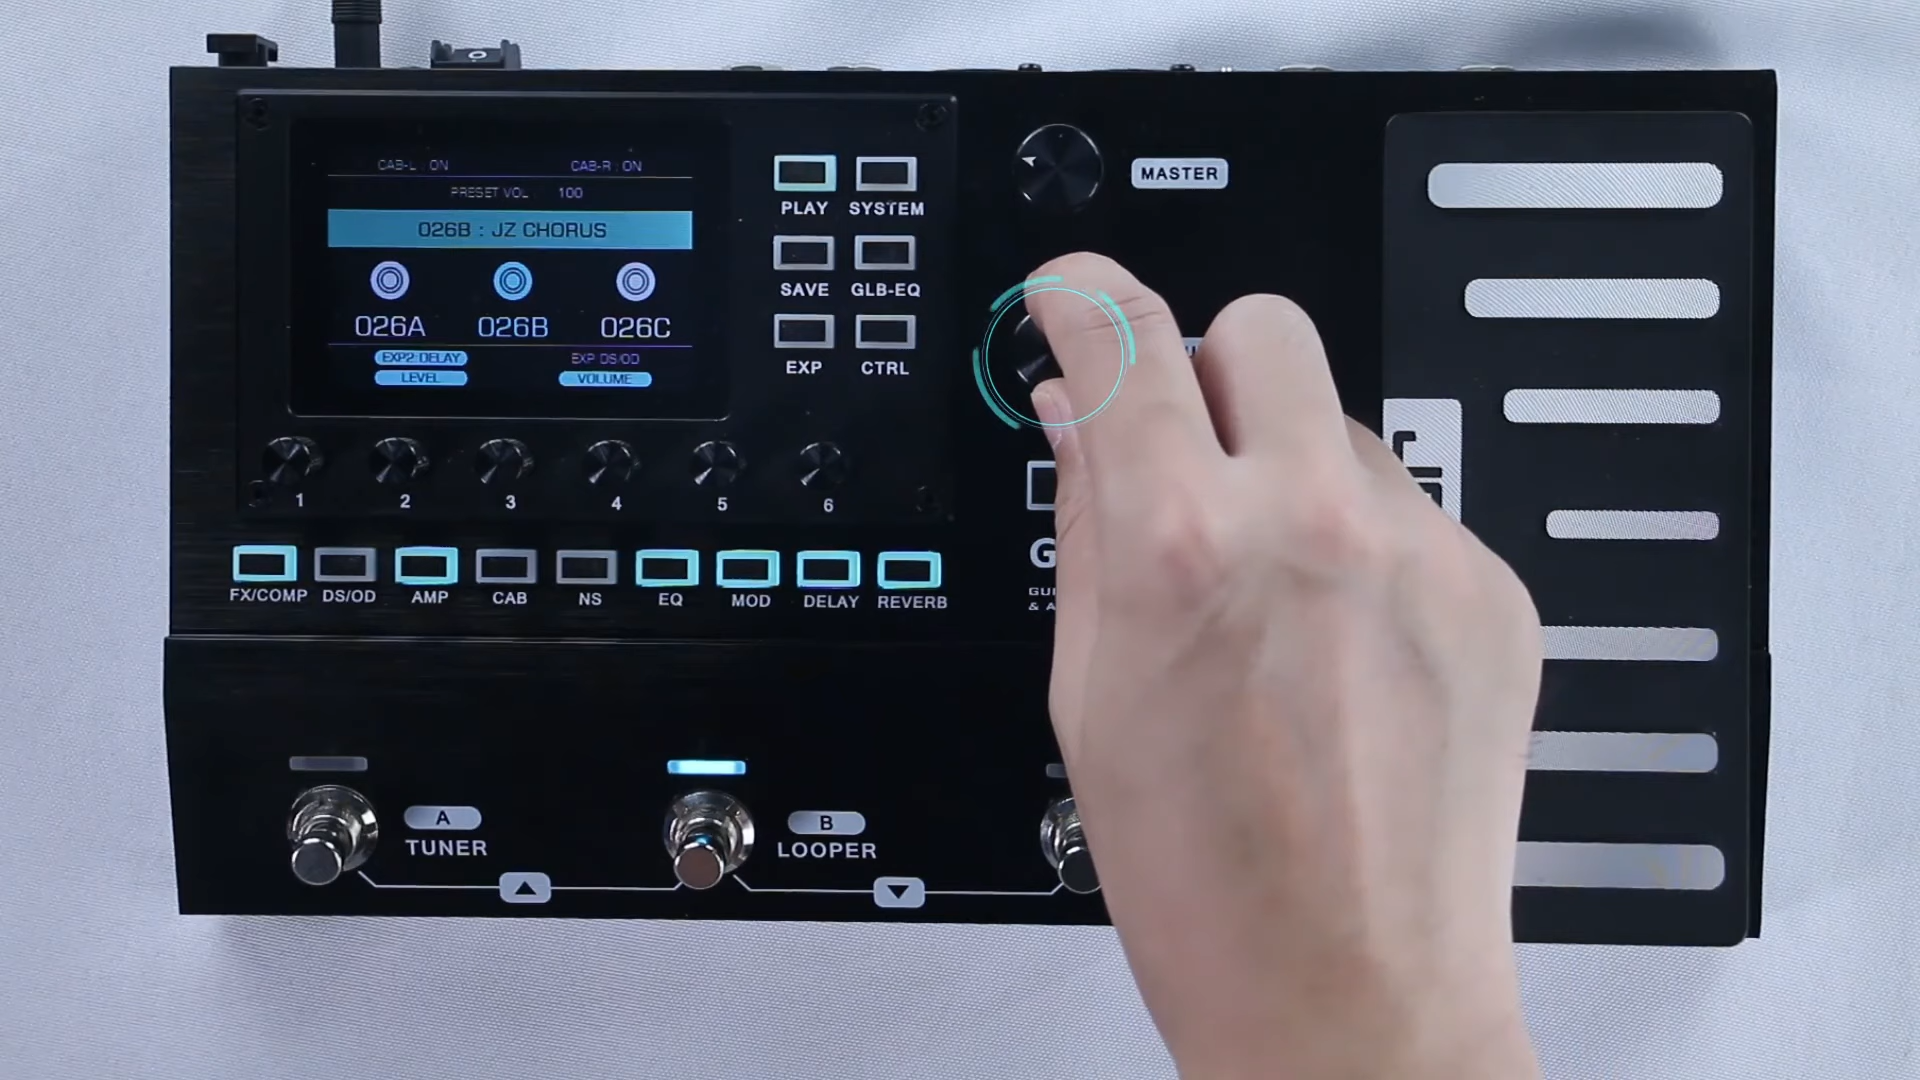 CAB-L : ON CAB-R : ON
PRESET VOL : 100
026B : JZ CHORUS
026A 026B 026C
EXP2: DELAY EXP DS/OD
LEVEL VOLUME
PLAY SYSTEM
SAVE GLB-EQ
EXP CTRL
MASTER
1 2 3 4 5 6
FX/COMP DS/OD AMP CAB NS EQ MOD DELAY REVERB
A
TUNER
B
LOOPER